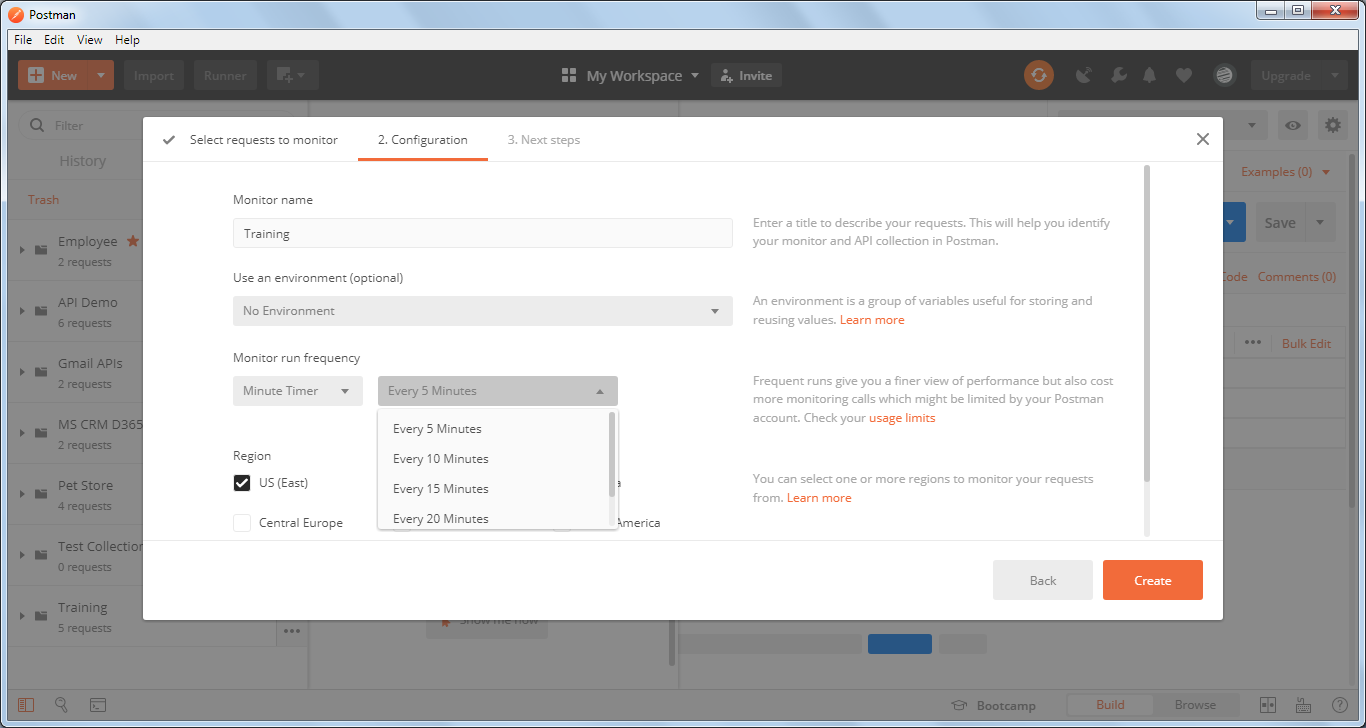 Postman
File Edit View Help
New Import Runner My Workspace Invite Upgrade
Filter
History
Trash
Employee
2 requests
API Demo
6 requests
Gmail APIs
2 requests
MS CRM D365
2 requests
Pet Store
4 requests
Test Collection
0 requests
Training
5 requests
Select requests to monitor 2. Configuration 3. Next steps
Monitor name
Training
Enter a title to describe your requests. This will help you identify
your monitor and API collection in Postman.
Use an environment (optional)
No Environment
An environment is a group of variables useful for storing and
reusing values. Learn more
Monitor run frequency
Minute Timer Every 5 Minutes
Every 5 Minutes
Every 10 Minutes
Every 15 Minutes
Every 20 Minutes
Frequent runs give you a finer view of performance but also cost
more monitoring calls which might be limited by your Postman
account. Check your usage limits
Region
US (East)
Central Europe
America
You can select one or more regions to monitor your requests
from. Learn more
Back Create
Examples (0)
Save
Code Comments (0)
Bulk Edit
Show me how
Bootcamp Build Browse